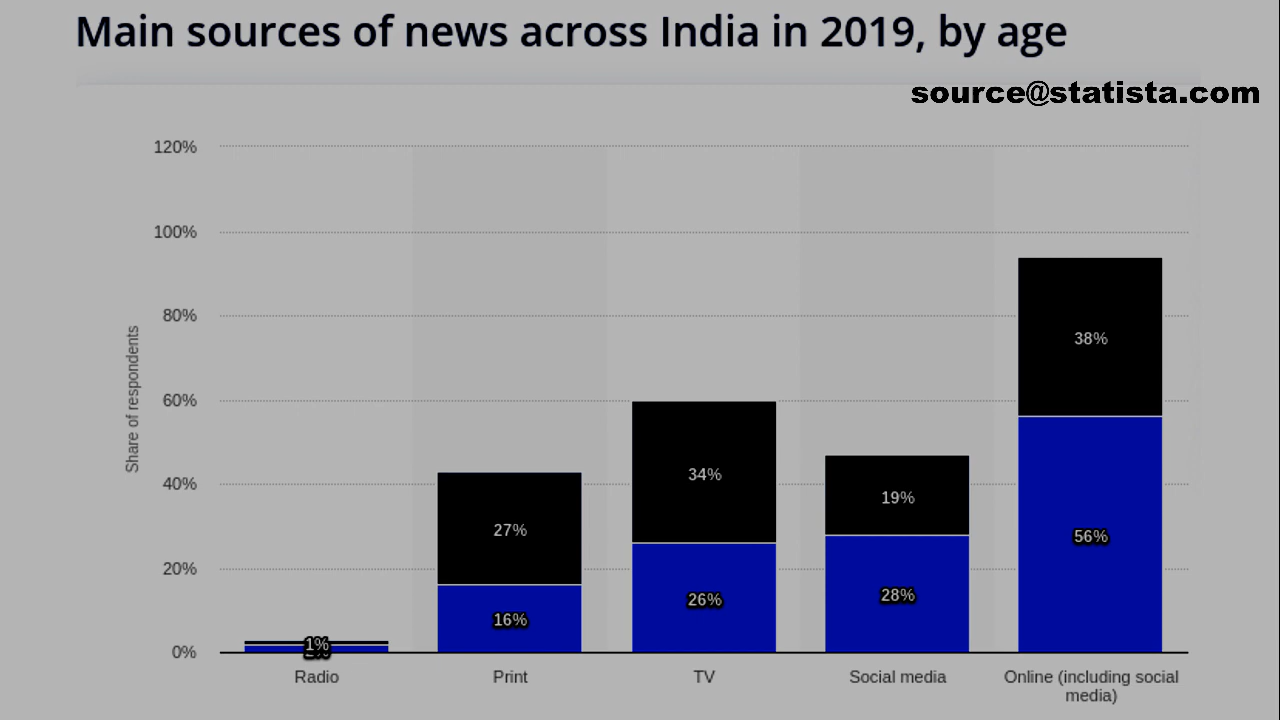 Main sources of news across India in 2019, by age
source@statista.com
Share of respondents
120%
100%
80%
60%
40%
20%
0%
1%
2%
27%
16%
34%
26%
19%
28%
38%
56%
Radio
Print
TV
Social media
Online (including social
media)